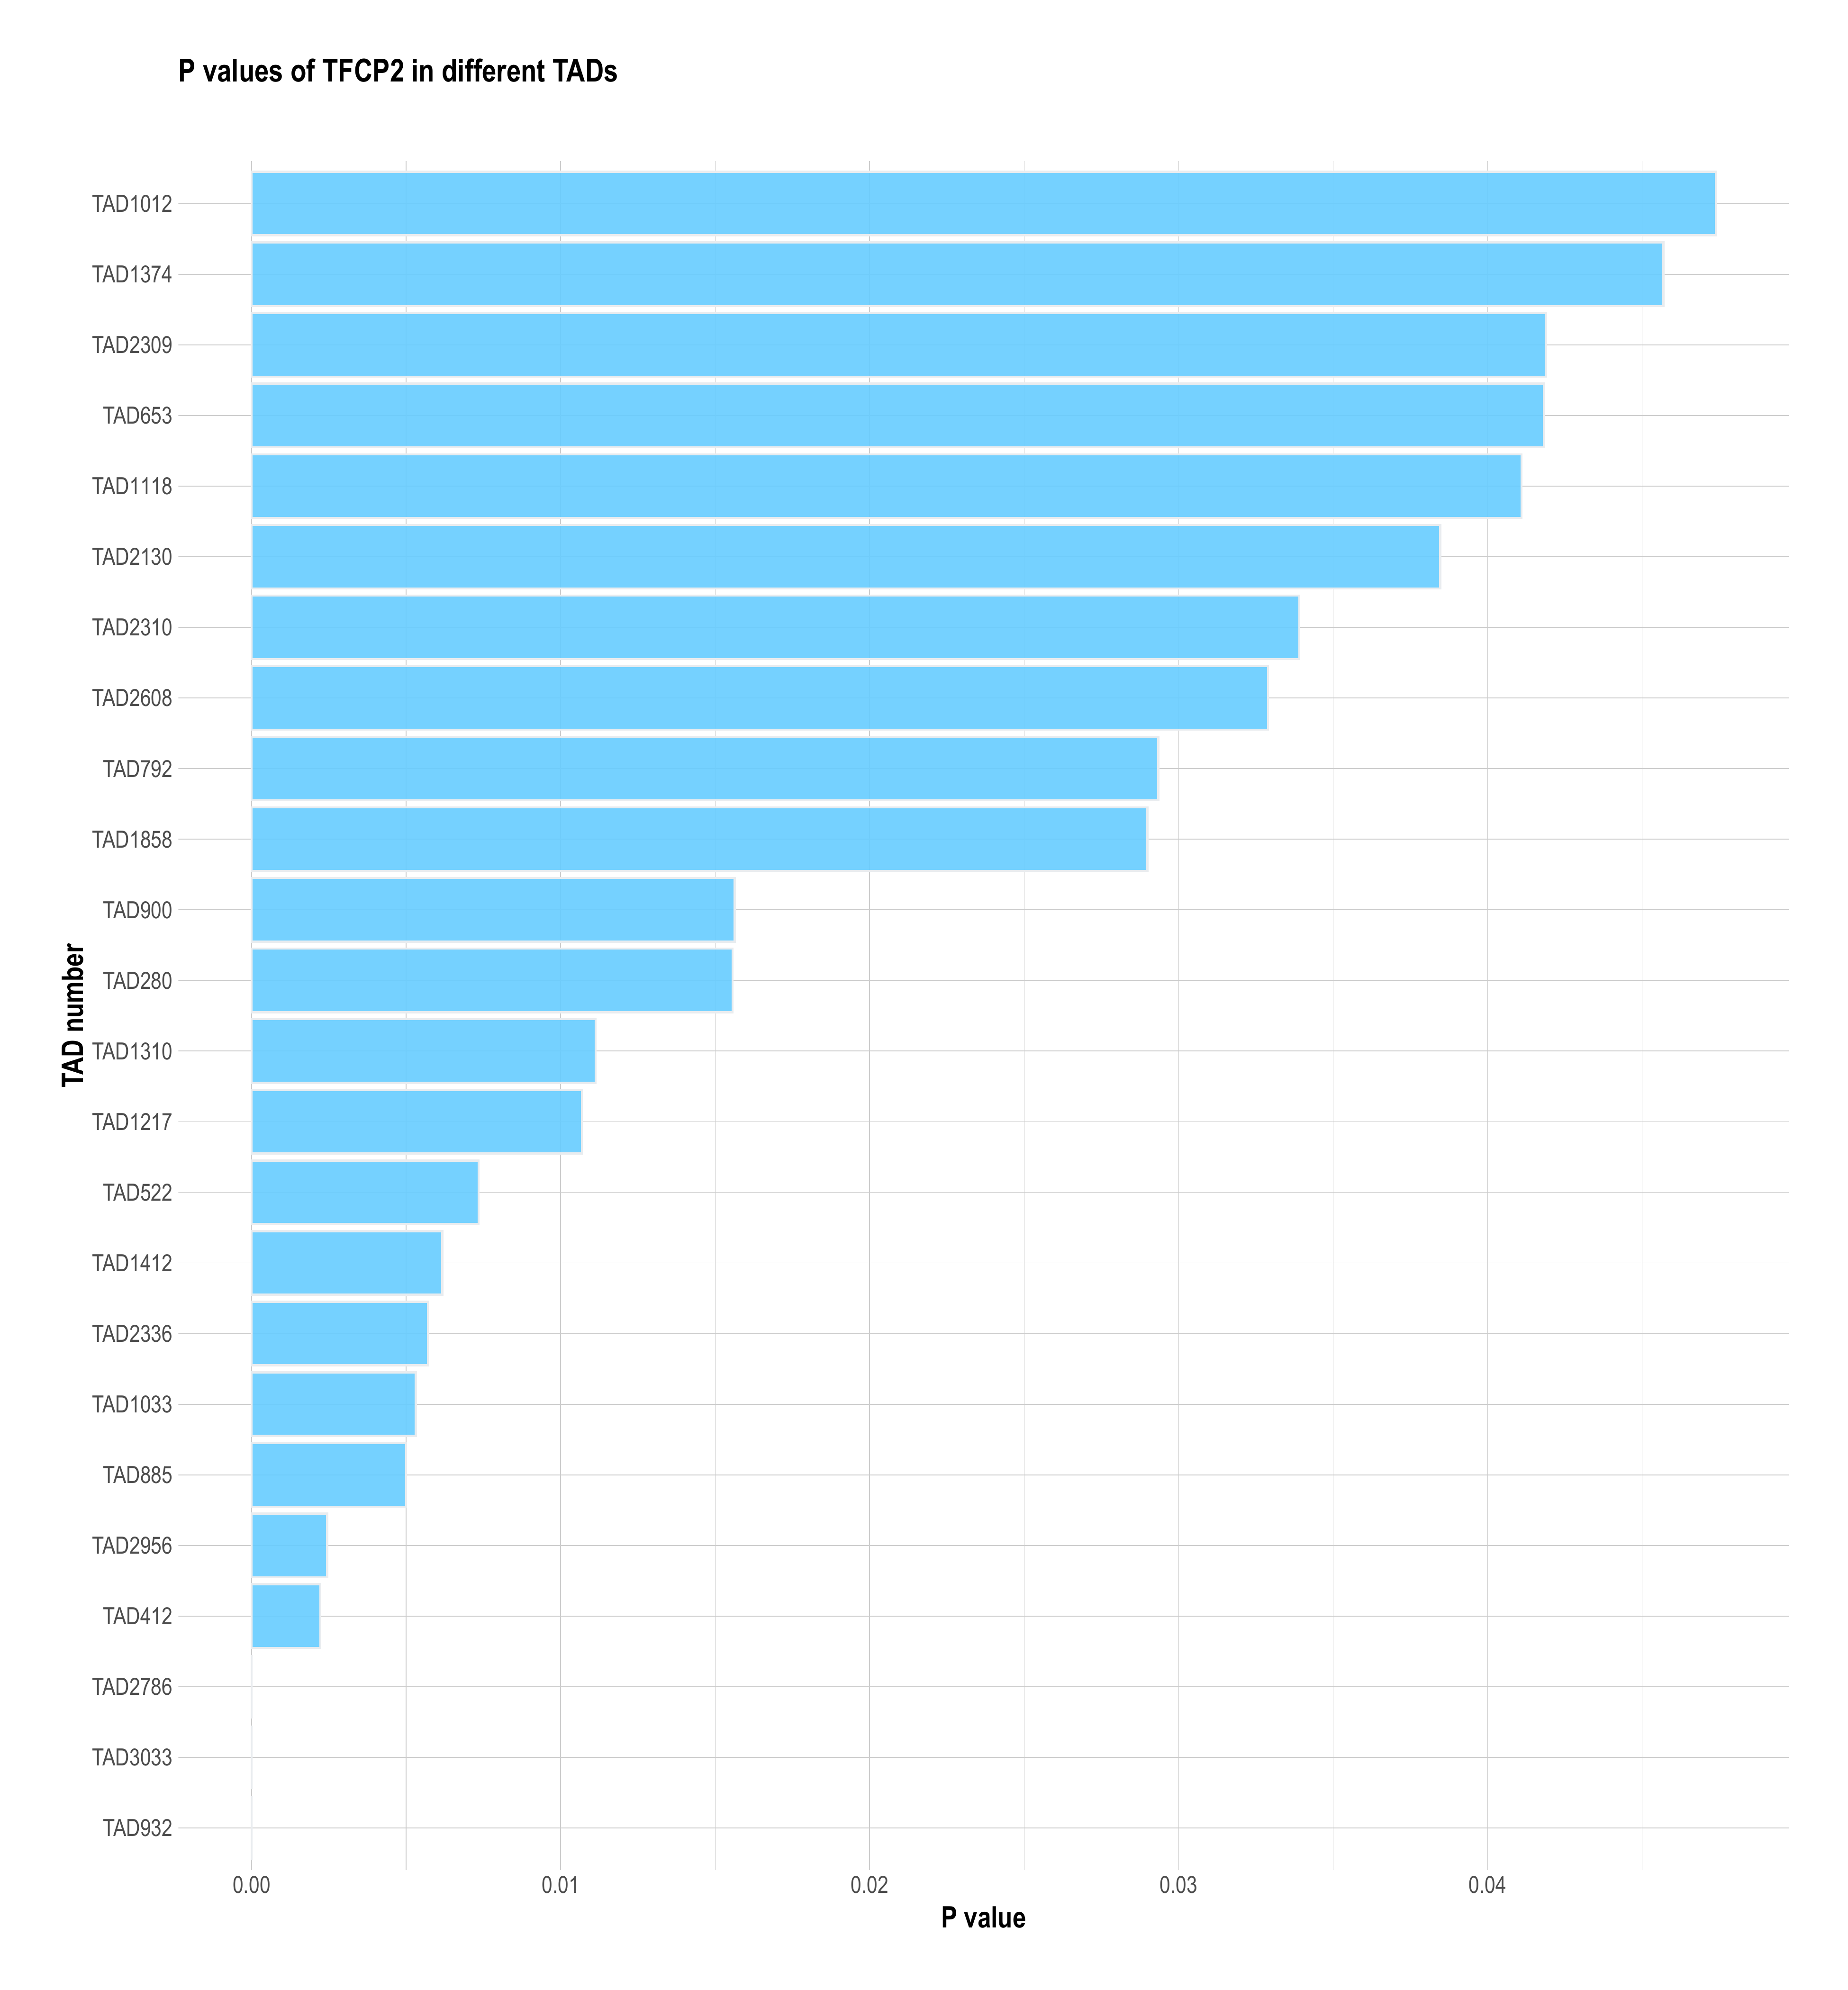 P values of TFCP2 in different TADs
TAD1012
TAD1374
TAD2309
TAD653
TAD1118
TAD2130
TAD2310
TAD2608
TAD792
TAD1858
TAD900
TAD280
TAD1310
TAD1217
TAD522
TAD1412
TAD2336
TAD1033
TAD885
TAD2956
TAD412
TAD2786
TAD3033
TAD932
TAD number
0.00 0.01 0.02 0.03 0.04
P value